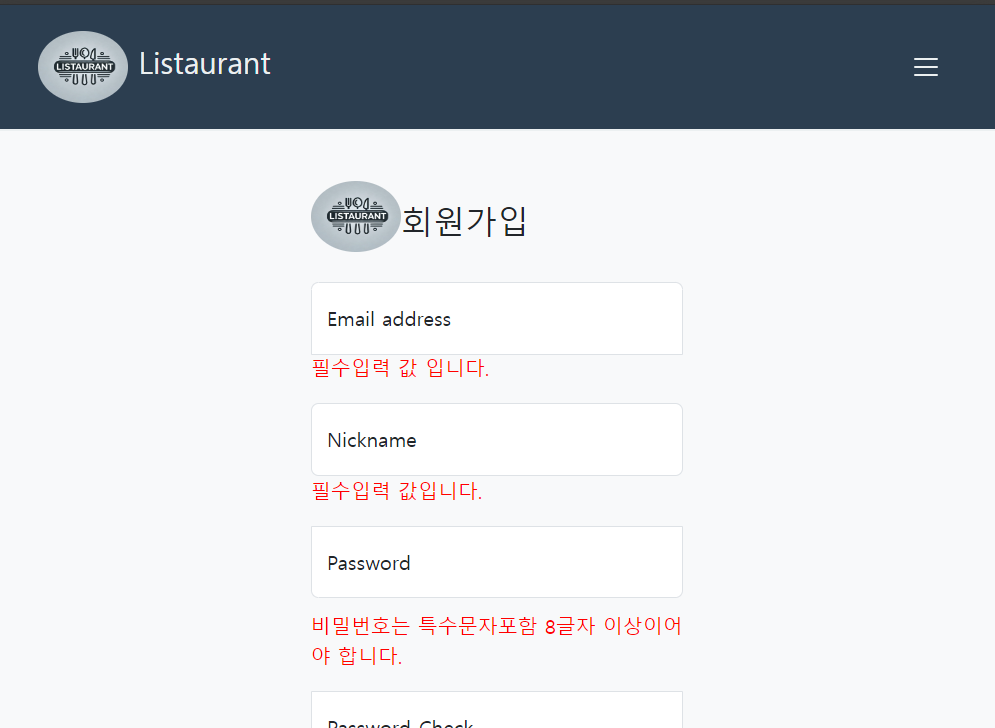 LISTAURANT Listaurant
LISTAURANT 회원가입
Email address
필수입력 값 입니다.
Nickname
필수입력 값입니다.
Password
비밀번호는 특수문자포함 8글자 이상이어
야 합니다.
Password Check